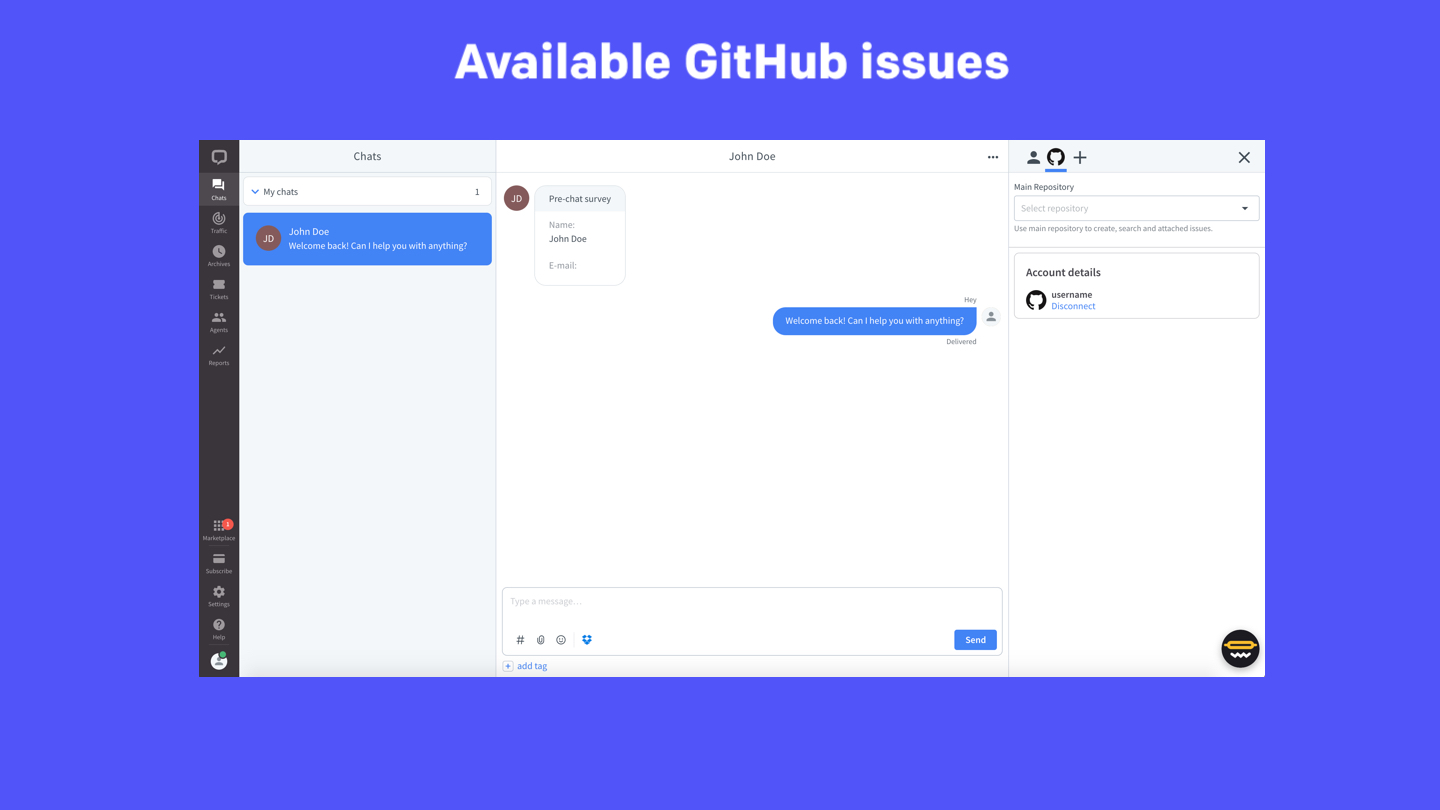 Available GitHub issues
Chats
Traffic
Archives
Tickets
Agents
Reports
Marketplace
1
Subscribe
Settings
Help
Chats
My chats
1
JD
John Doe
Welcome back! Can I help you with anything?
John Doe
JD
Pre-chat survey
Name:
John Doe
E-mail:
Hey
Welcome back! Can I help you with anything?
Delivered
Type a message...
Send
+ add tag
Main Repository
Select repository
Use main repository to create, search and attached issues.
Account details
username
Disconnect